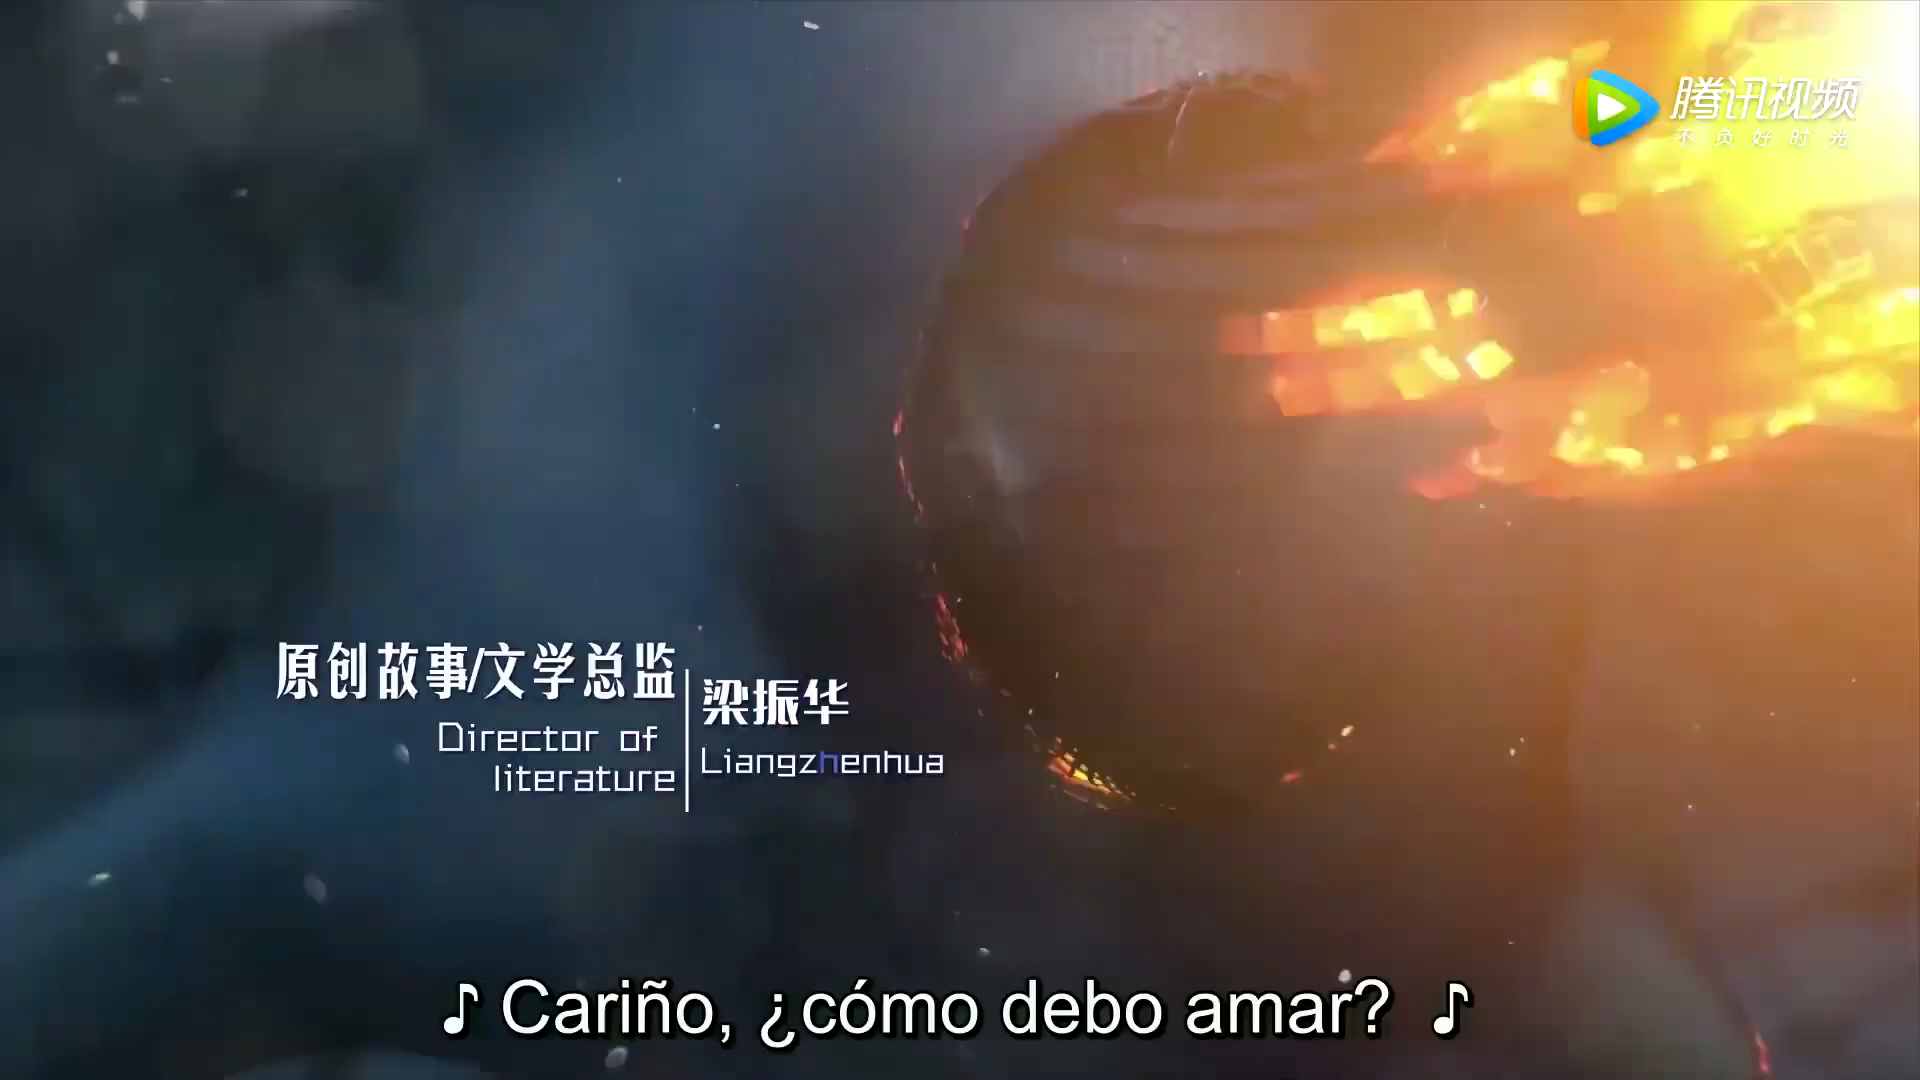 腾讯视频
不负好时光
原创故事/文学总监
Director of
literature
梁振华
Liangzhenhua
♪ Cariño, ¿cómo debo amar? ♪